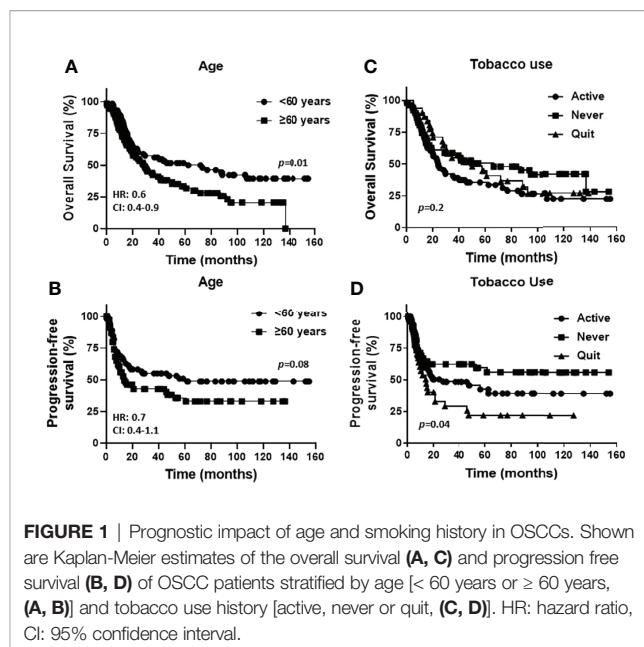 A
Age
Overall Survival (%)
100
75
50
25
0
<60 years
≥60 years
p=0.01
HR: 0.6
CI: 0.4-0.9
0 20 40 60 80 100 120 140 160
Time (months)
C
Tobacco use
Overall Survival (%)
100
75
50
25
0
Active
Never
Quit
p=0.2
0 20 40 60 80 100 120 140 160
Time (months)
B
Age
Progression-free
survival (%)
100
75
50
25
0
<60 years
≥60 years
p=0.08
HR: 0.7
CI: 0.4-1.1
0 20 40 60 80 100 120 140 160
Time (months)
D
Tobacco Use
Progression-free
survival (%)
100
75
50
25
0
Active
Never
Quit
p=0.04
0 20 40 60 80 100 120 140 160
Time (months)
FIGURE 1 | Prognostic impact of age and smoking history in OSCCs. Shown
are Kaplan-Meier estimates of the overall survival (A, C) and progression free
survival (B, D) of OSCC patients stratified by age [< 60 years or ≥ 60 years,
(A, B)] and tobacco use history [active, never or quit, (C, D)]. HR: hazard ratio,
CI: 95% confidence interval.